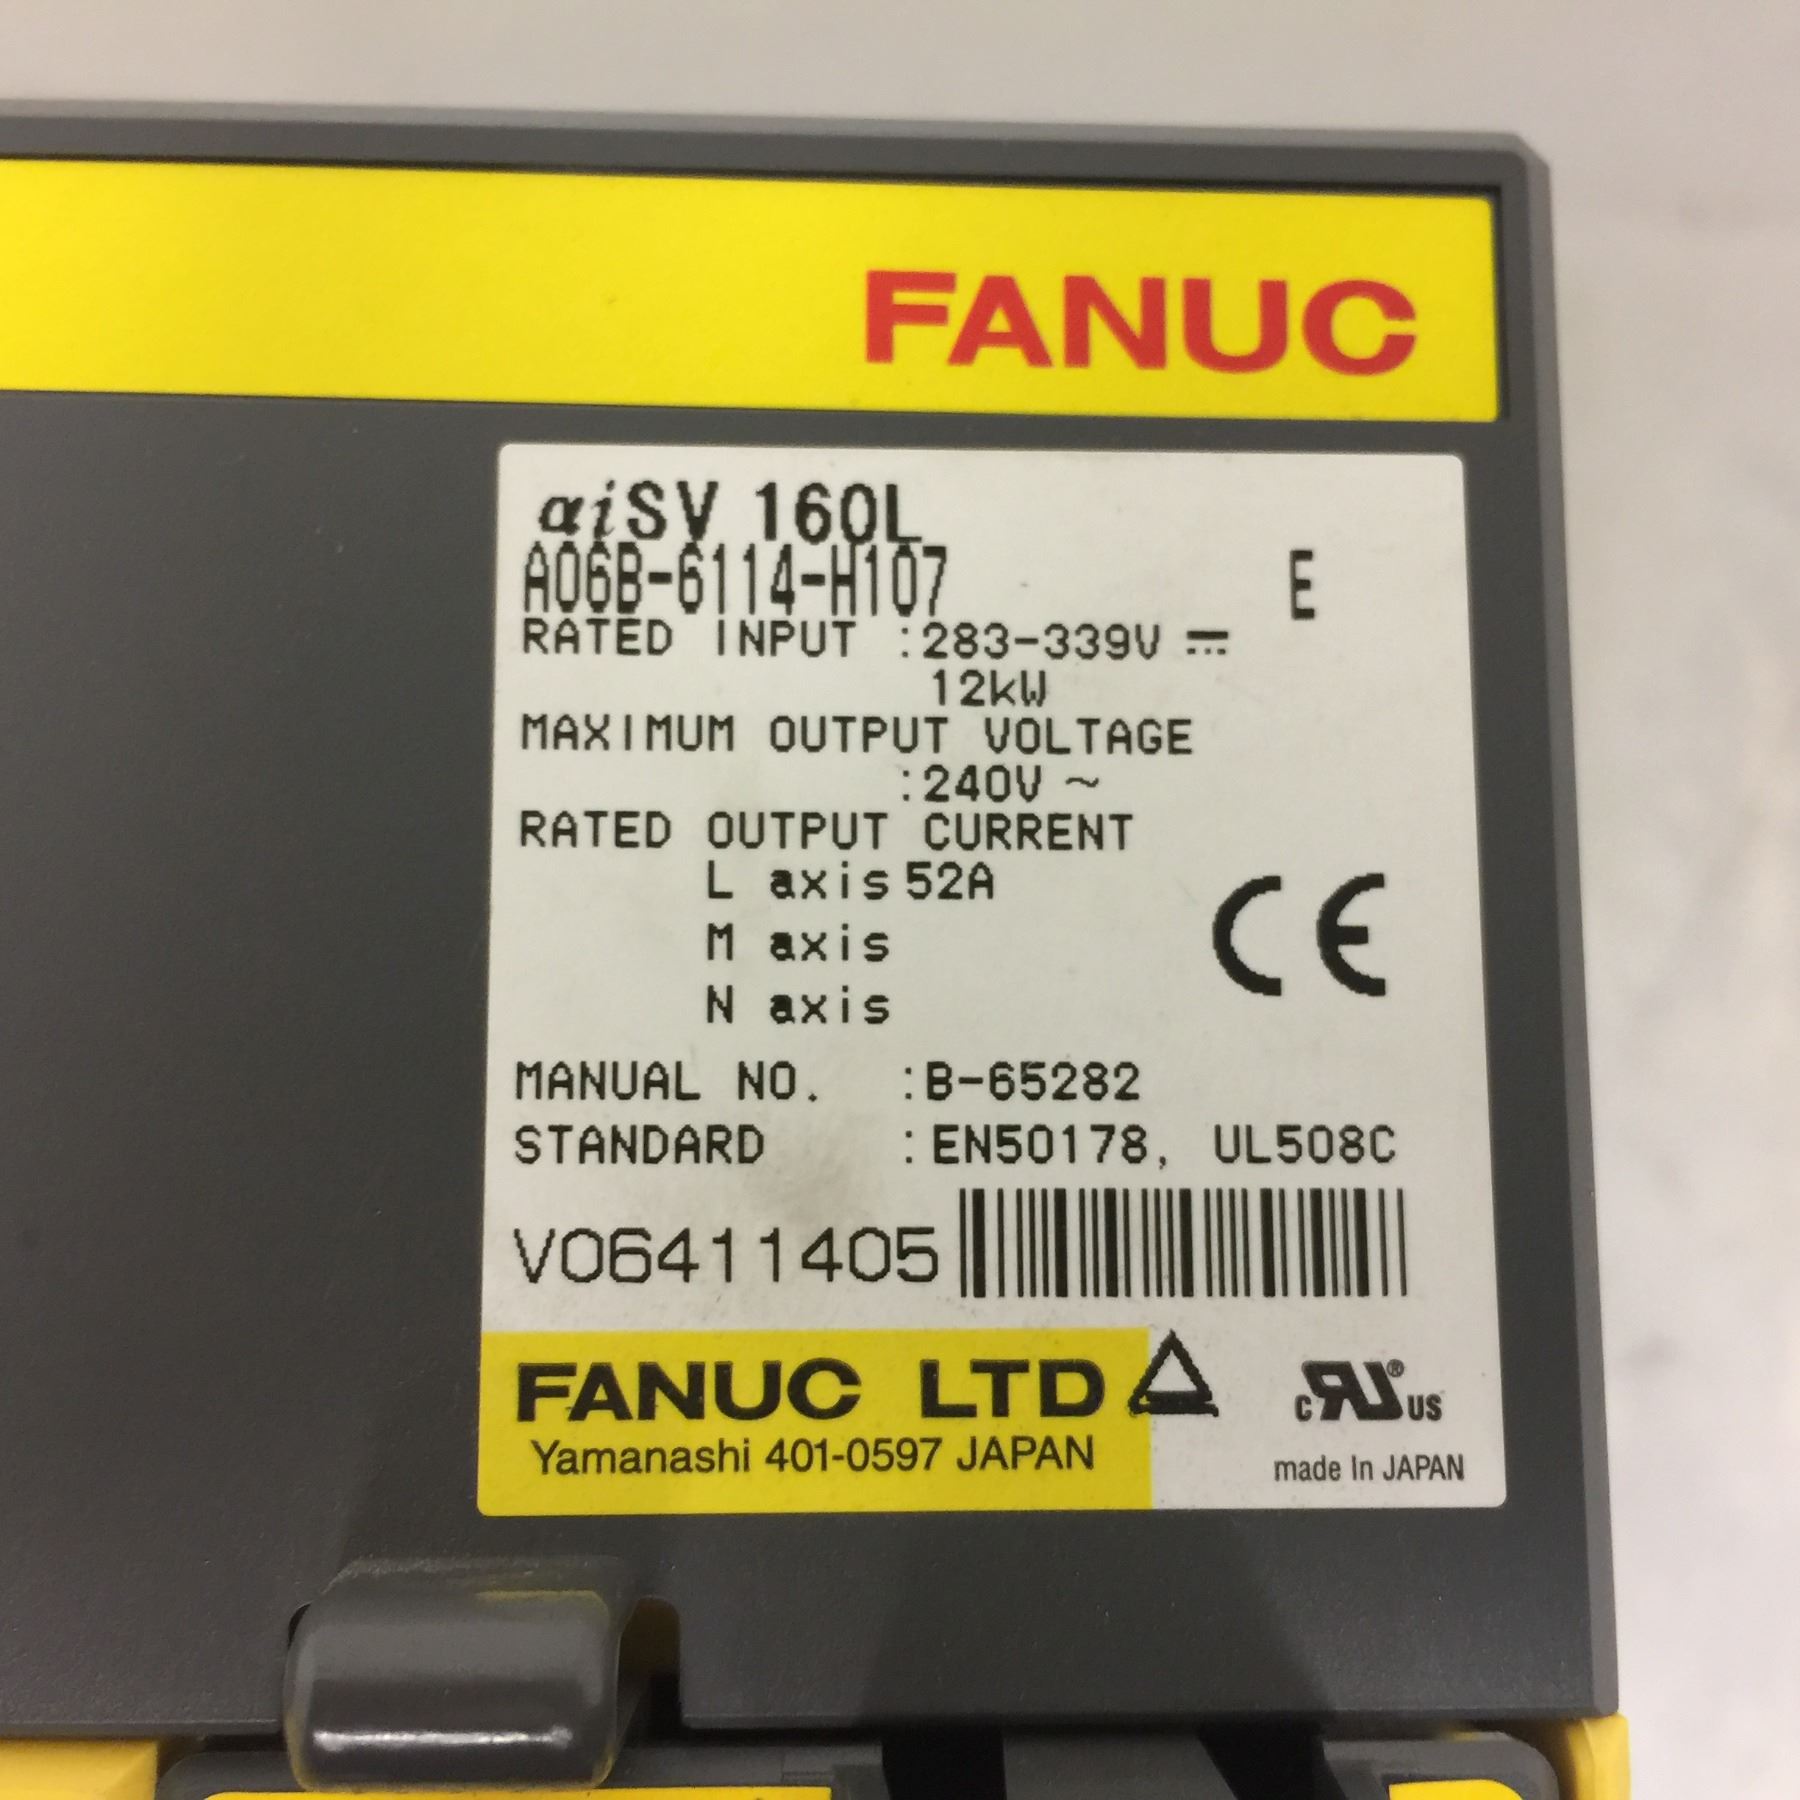 FANUC
αiSV 160L
A06B-6114-H107 E
RATED INPUT :283-339V ⎓
12kW
MAXIMUM OUTPUT VOLTAGE
:240V ~
RATED OUTPUT CURRENT
L axis 52A
M axis
N axis
CE
MANUAL NO. :B-65282
STANDARD :EN50178, UL508C
V06411405
FANUC LTD
Yamanashi 401-0597 JAPAN
c RU ® US
made In JAPAN